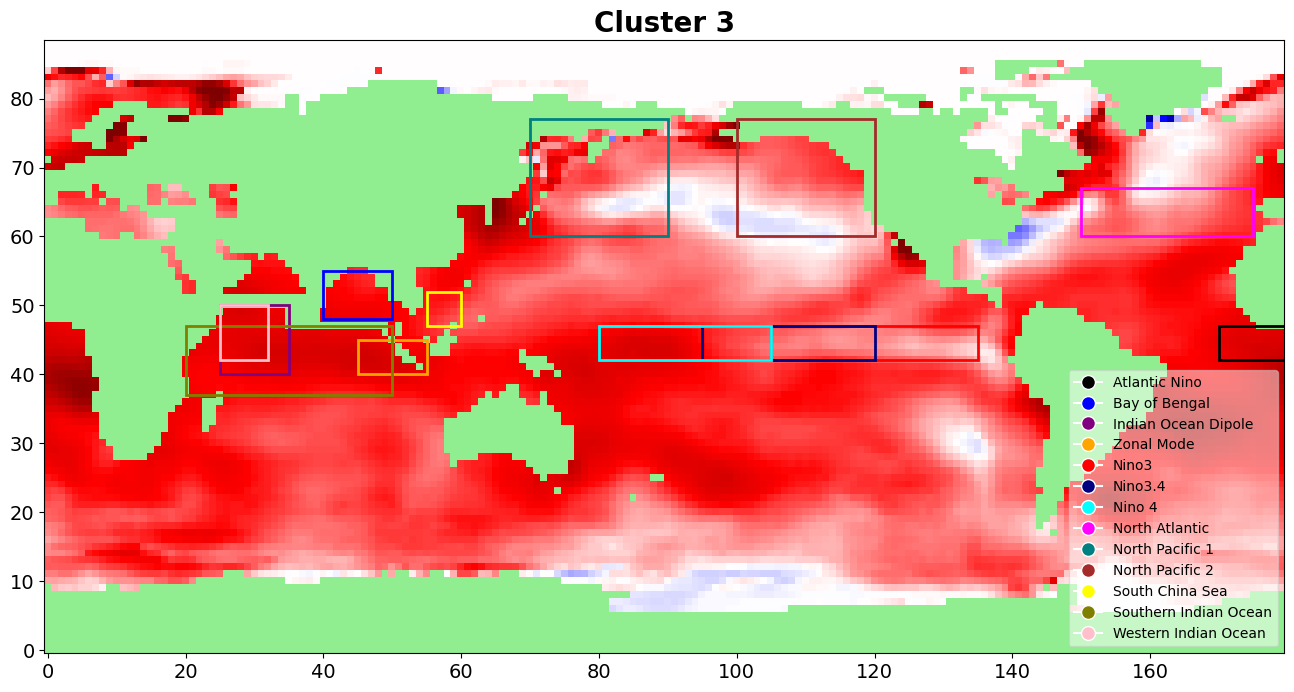 Cluster 3
80
70
60
50
40
30
20
10
0
0 20 40 60 80 100 120 140 160
Atlantic Nino
Bay of Bengal
Indian Ocean Dipole
Zonal Mode
Nino3
Nino3.4
Nino 4
North Atlantic
North Pacific 1
North Pacific 2
South China Sea
Southern Indian Ocean
Western Indian Ocean